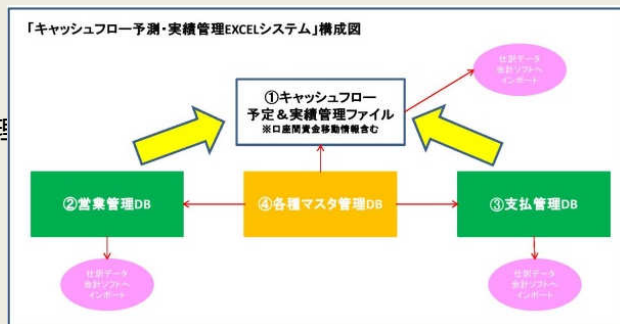 「キャッシュフロー予測・実績管理EXCELシステム」構成図
仕訳データ
会計ソフトへ
インポート
①キャッシュフロー
予定&実績管理ファイル
※口座間資金移動情報含む
理
②営業管理DB
④各種マスタ管理DB
③支払管理DB
仕訳データ
会計ソフトへ
インポート
仕訳データ
会計ソフトへ
インポート